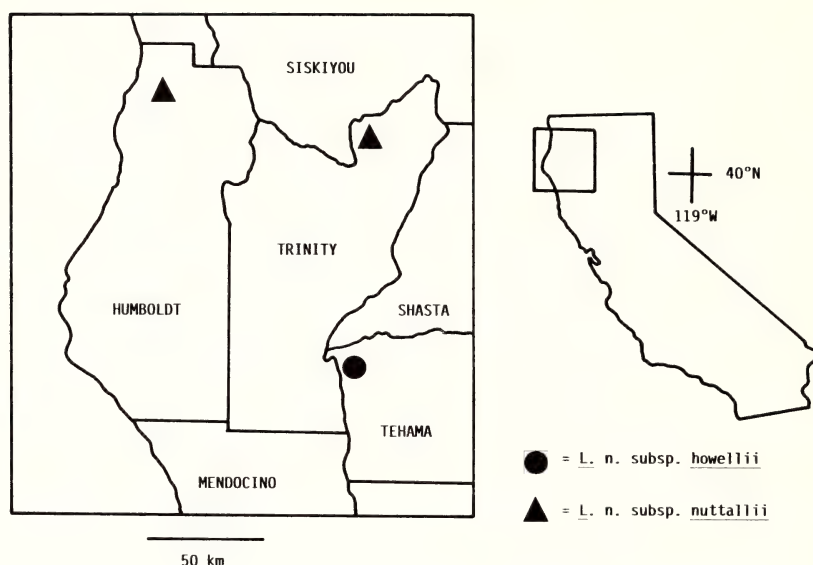 SISKIYOU
TRINITY
HUMBOLDT
SHASTA
TEHAMA
MENDOCINO
50 km
40°N
119°W
= L. n. subsp. howellii
= L. n. subsp. nuttallii